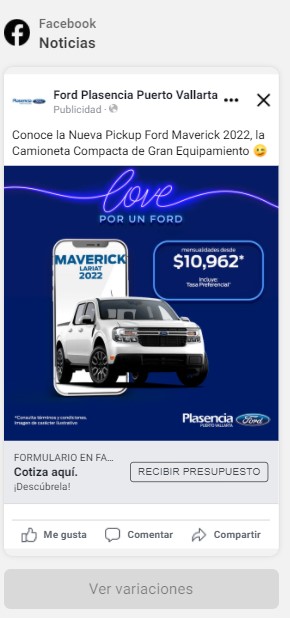 Facebook
Noticias
Plasencia Ford
Ford Plasencia Puerto Vallarta
Publicidad ·
Conoce la Nueva Pickup Ford Maverick 2022, la
Camioneta Compacta de Gran Equipamiento 😉
love
POR UN FORD
MAVERICK
LARIAT
2022
mensualidades desde
$10,962*
Incluye:
Tasa Preferencial*
*Consulta términos y condiciones.
Imagen de carácter ilustrativo.
Plasencia Ford
PUERTO VALLARTA
FORMULARIO EN FA...
Cotiza aquí.
¡Descúbrela!
RECIBIR PRESUPUESTO
Me gusta
Comentar
Compartir
Ver variaciones